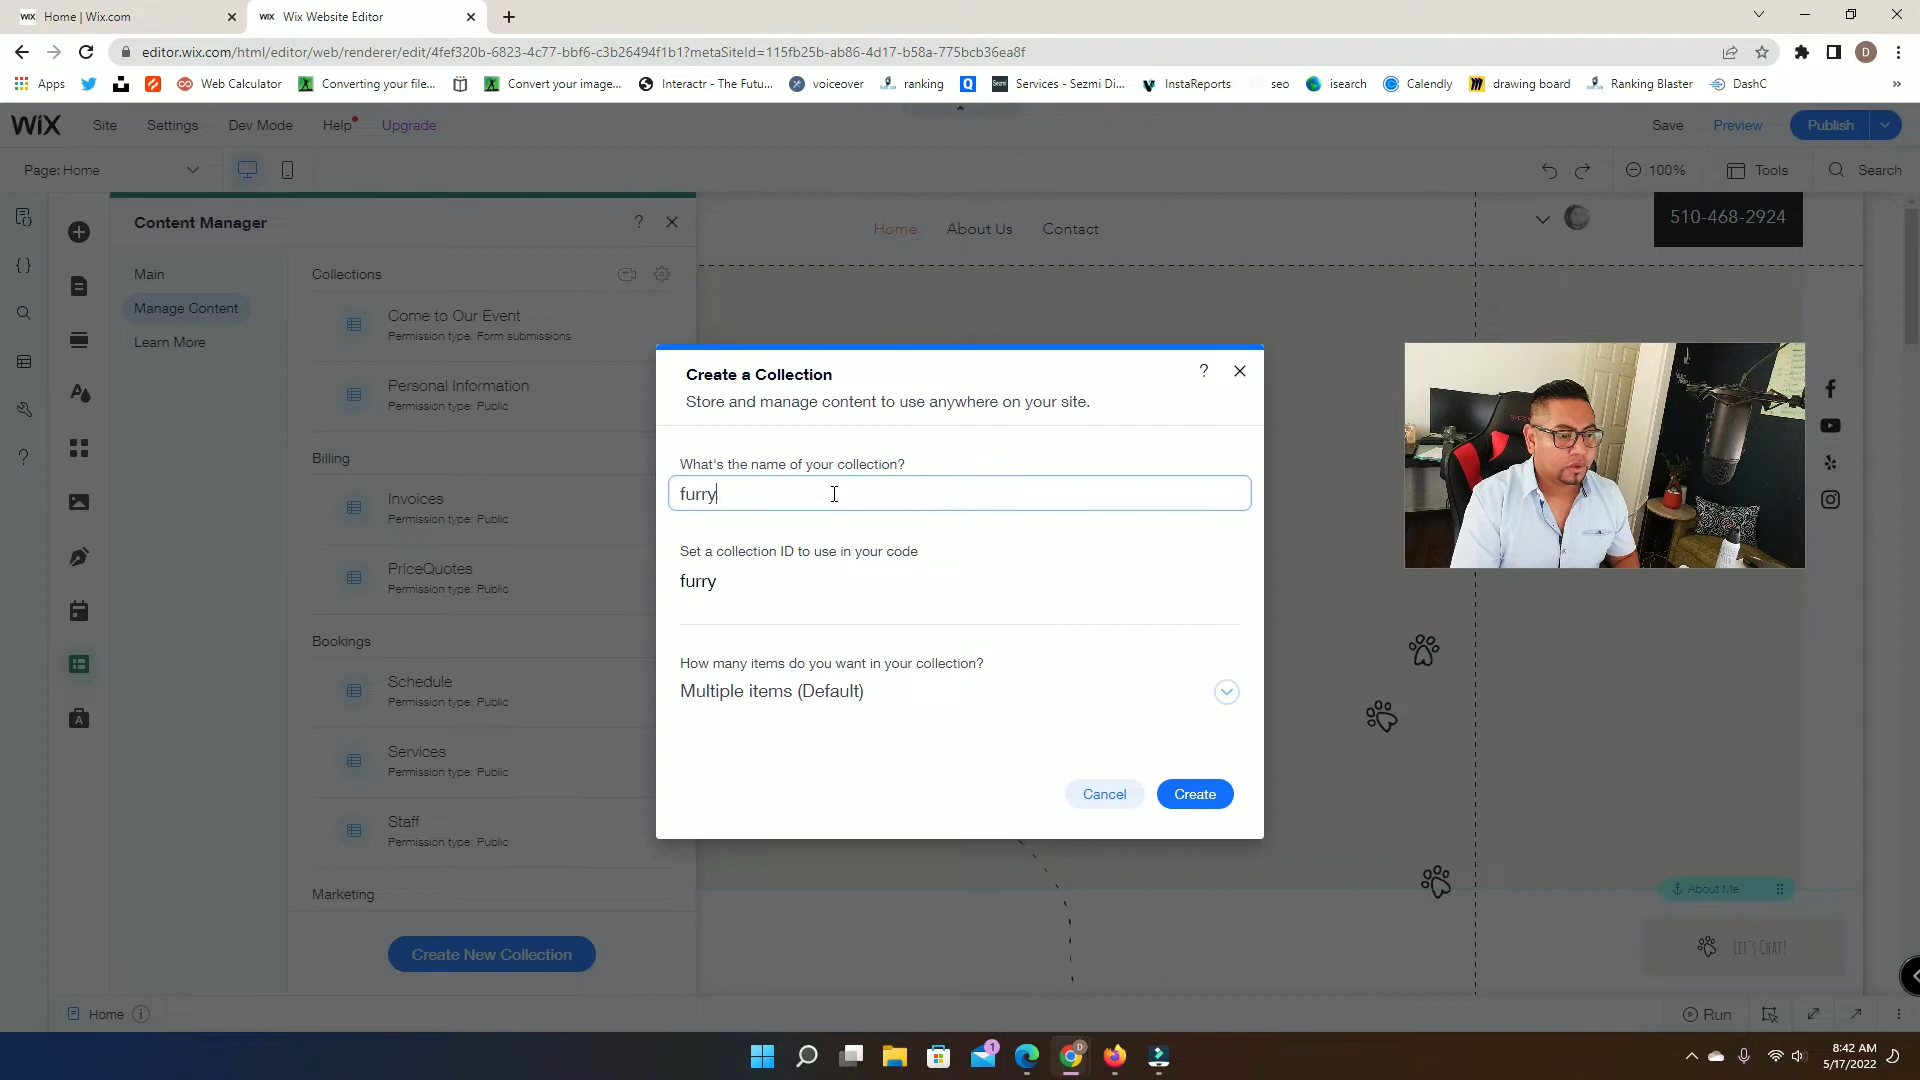 WiX Home | Wix.com
WiX Wix Website Editor
editor.wix.com/html/editor/web/renderer/edit/4fef320b-6823-4c77-bbf6-c3b26494f1b1?metaSiteId=115fb25b-ab86-4d17-b58a-775bcb36ea8f
D
Apps Web Calculator Converting your file... Convert your image... Interactr - The Futu... voiceover ranking Services - Sezmi Di... InstaReports seo isearch Calendly drawing board Ranking Blaster DashC
WiX Site Settings Dev Mode Help Upgrade Save Preview Publish
Page: Home 100% Tools Search
Content Manager ?
Main
Manage Content
Learn More
Collections
Come to Our Event
Permission type: Form submissions
Personal Information
Permission type: Public
Billing
Invoices
Permission type: Public
PriceQuotes
Permission type: Public
Bookings
Schedule
Permission type: Public
Services
Permission type: Public
Staff
Permission type: Public
Marketing
Create New Collection
Home About Us Contact
510-468-2924
Create a Collection ?
Store and manage content to use anywhere on your site.
What's the name of your collection?
furry
Set a collection ID to use in your code
furry
How many items do you want in your collection?
Multiple items (Default)
Cancel Create
About Me
Let's Chat!
Home Run
1 D
8:42 AM
5/17/2022